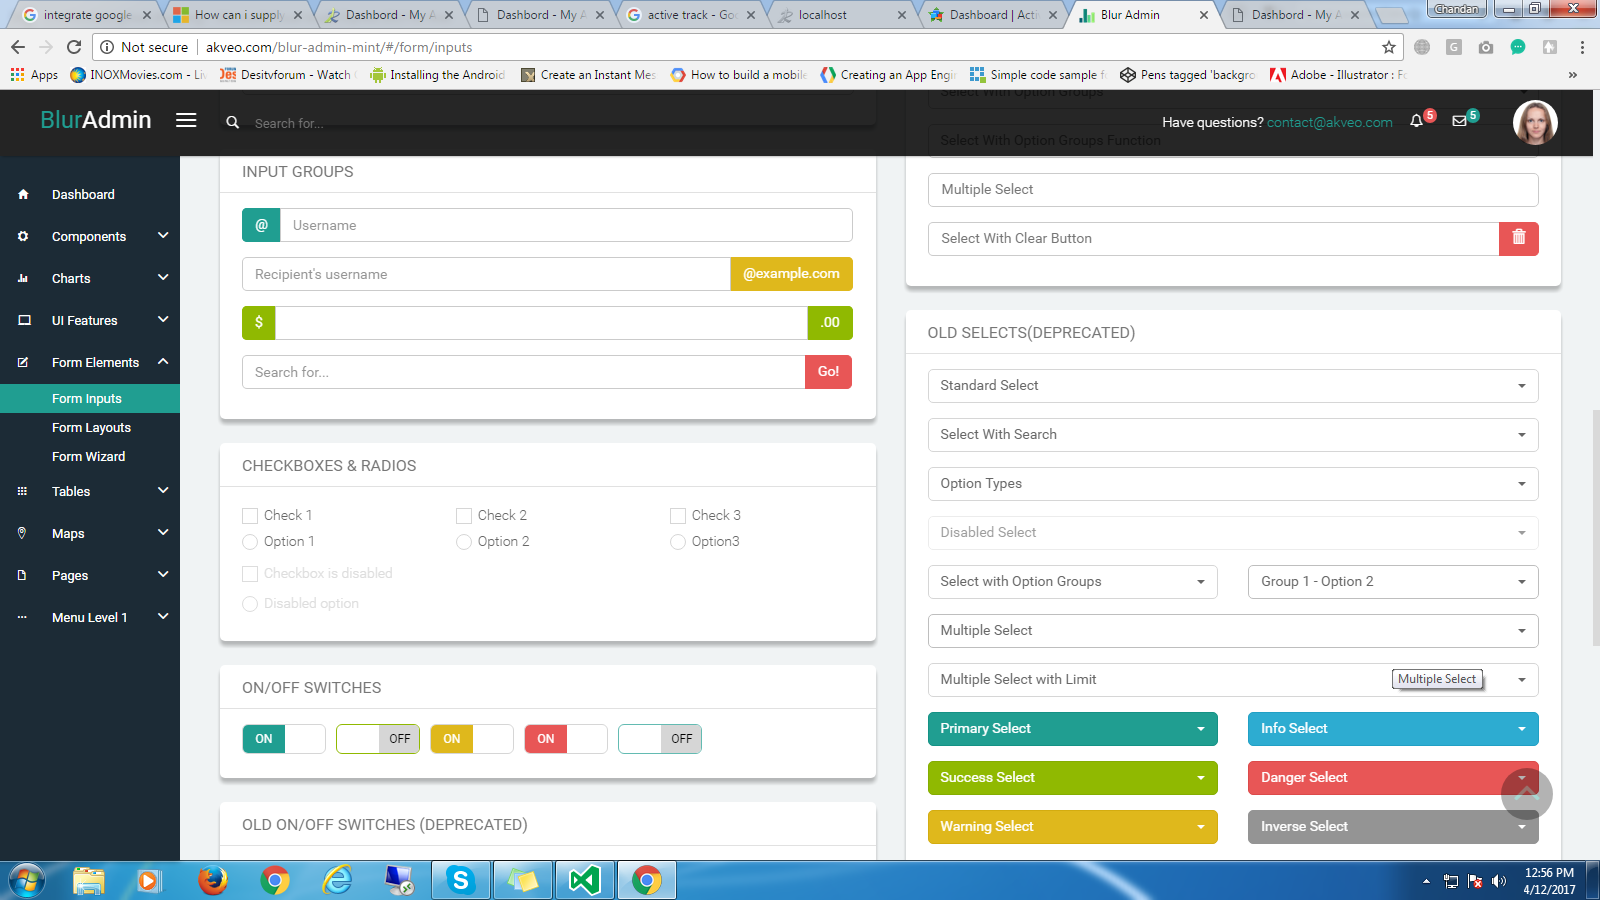 integrate google
How can i supply
Dashbord - My A
Dashbord - My A
active track - Goo
localhost
Dashboard | Acti
Blur Admin
Dashbord - My A
Chandan
Not secure | akveo.com/blur-admin-mint/#/form/inputs
Apps
INOXMovies.com - Li
Desitvforum - Watch
Installing the Android
Create an Instant Mes
How to build a mobile
Creating an App Engi
Simple code sample f
Pens tagged 'backgro
Adobe - Illustrator : Fo
BlurAdmin
Search for...
Have questions? contact@akveo.com
5
5
Select With Option Groups
Select With Option Groups Function
Dashboard
Components
Charts
UI Features
Form Elements
Form Inputs
Form Layouts
Form Wizard
Tables
Maps
Pages
Menu Level 1
INPUT GROUPS
@ Username
Recipient's username @example.com
$ .00
Search for... Go!
CHECKBOXES & RADIOS
Check 1 Check 2 Check 3
Option 1 Option 2 Option3
Checkbox is disabled
Disabled option
ON/OFF SWITCHES
ON OFF ON ON OFF
OLD ON/OFF SWITCHES (DEPRECATED)
Multiple Select
Select With Clear Button
OLD SELECTS(DEPRECATED)
Standard Select
Select With Search
Option Types
Disabled Select
Select with Option Groups Group 1 - Option 2
Multiple Select
Multiple Select with Limit
Multiple Select
Primary Select Info Select
Success Select Danger Select
Warning Select Inverse Select
12:56 PM
4/12/2017